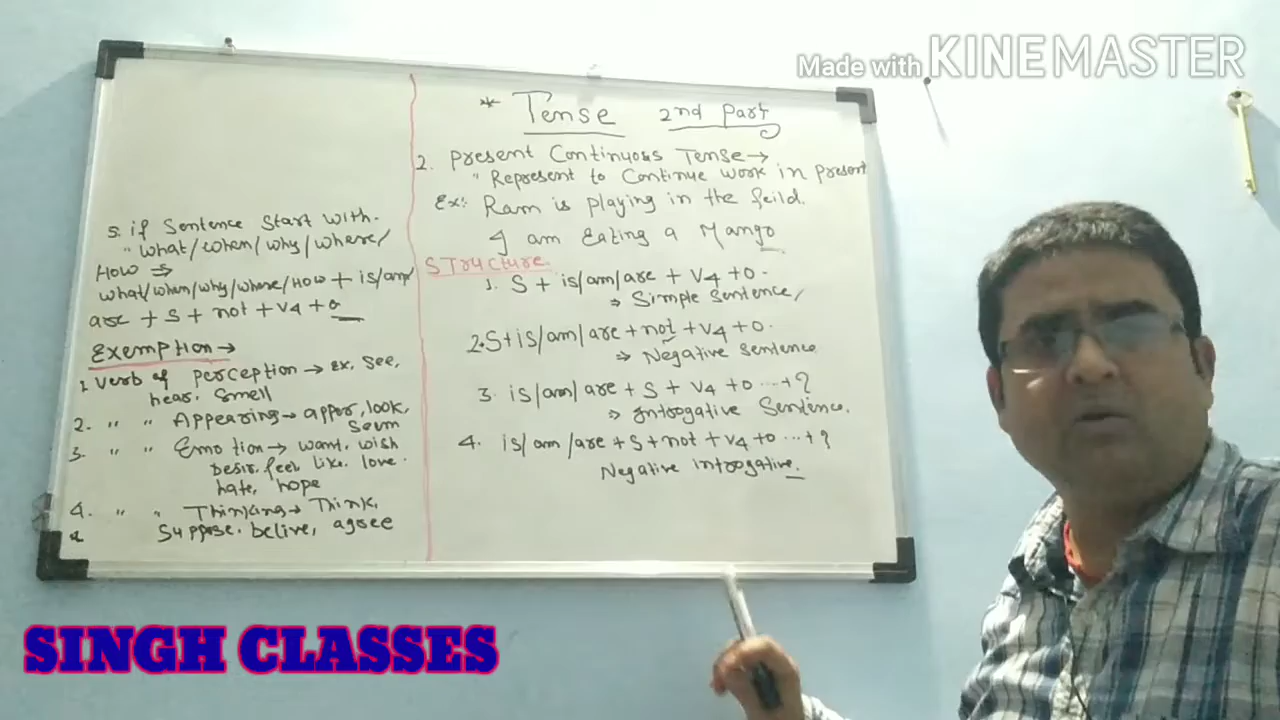 Made with KINEMASTER
* Tense 2nd Part
2. Present Continuous Tense →
" Represent to Continue work in present
Ex:- Ram is playing in the feild.
I am Eating a Mango
Structure
1. S + is/am/are + V4 + O.
⇒ Simple Sentence/
2. S+is/am/are + not + V4 + O.
⇒ Negative Sentence
3. is/am/are + S + V4 + O ... + ?
⇒ introgative Sentence.
4. is/am/are + S + not + V4 + O ... + ?
Negative introgative.
5. if Sentence Start with.
" what/when/why/where/
How ⇒
what/when/why/where/How + is/am/
are + S + not + V4 + O
Exemption →
1. Verb of perception → ex, see,
hear, smell
2. " " Appearing → apper, look,
seem
3. " " Emotion → want, wish
Desir, feel like, love.
hate, hope
4. " " Thinking → Think,
Suppose, belive, agree
SINGH CLASSES